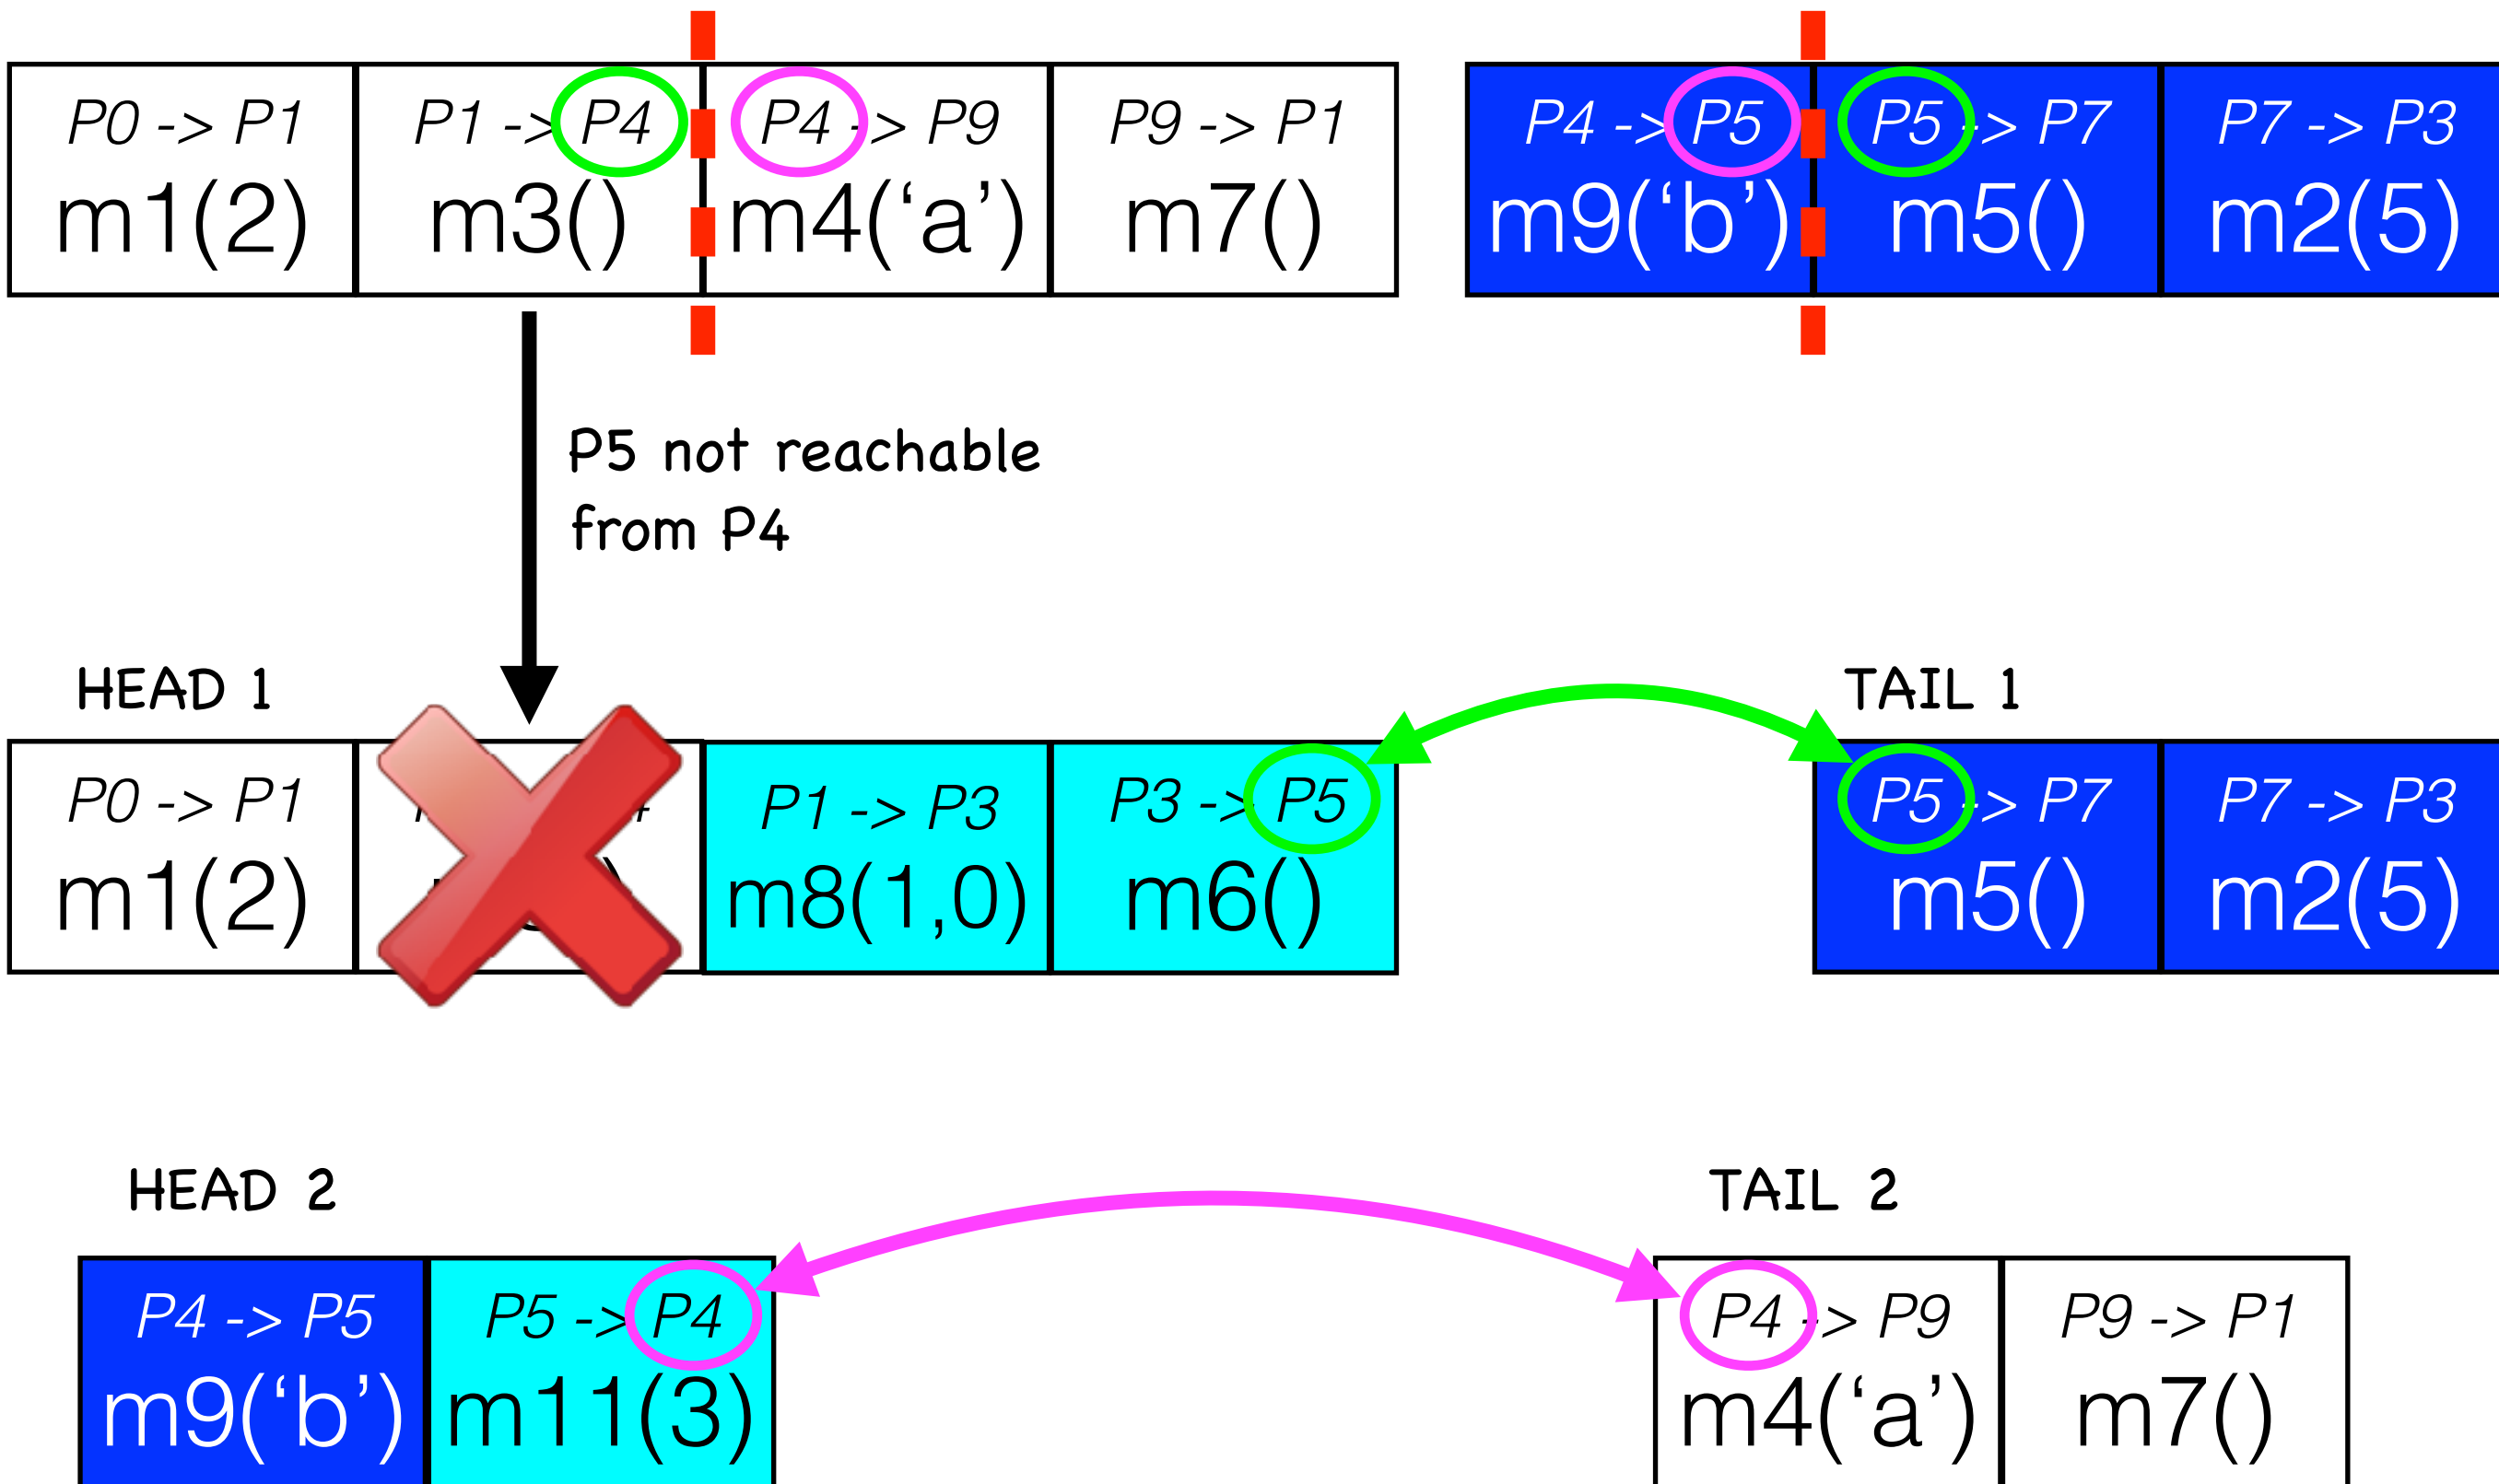 P0 -> P1 P1 -> P4 P4 -> P9 P9 -> P1 P4 -> P5 P5 -> P7 P7 -> P3
m1(2) m3() m4(‘a’) m7() m9(‘b’) m5() m2(5)
P5 not reachable
from P4
HEAD 1 TAIL 1
P0 -> P1 P1 -> P3 P3 -> P5 P5 -> P7 P7 -> P3
m1(2) m8(1,0) m6() m5() m2(5)
HEAD 2 TAIL 2
P4 -> P5 P5 -> P4 P4 -> P9 P9 -> P1
m9(‘b’) m11(3) m4(‘a’) m7()